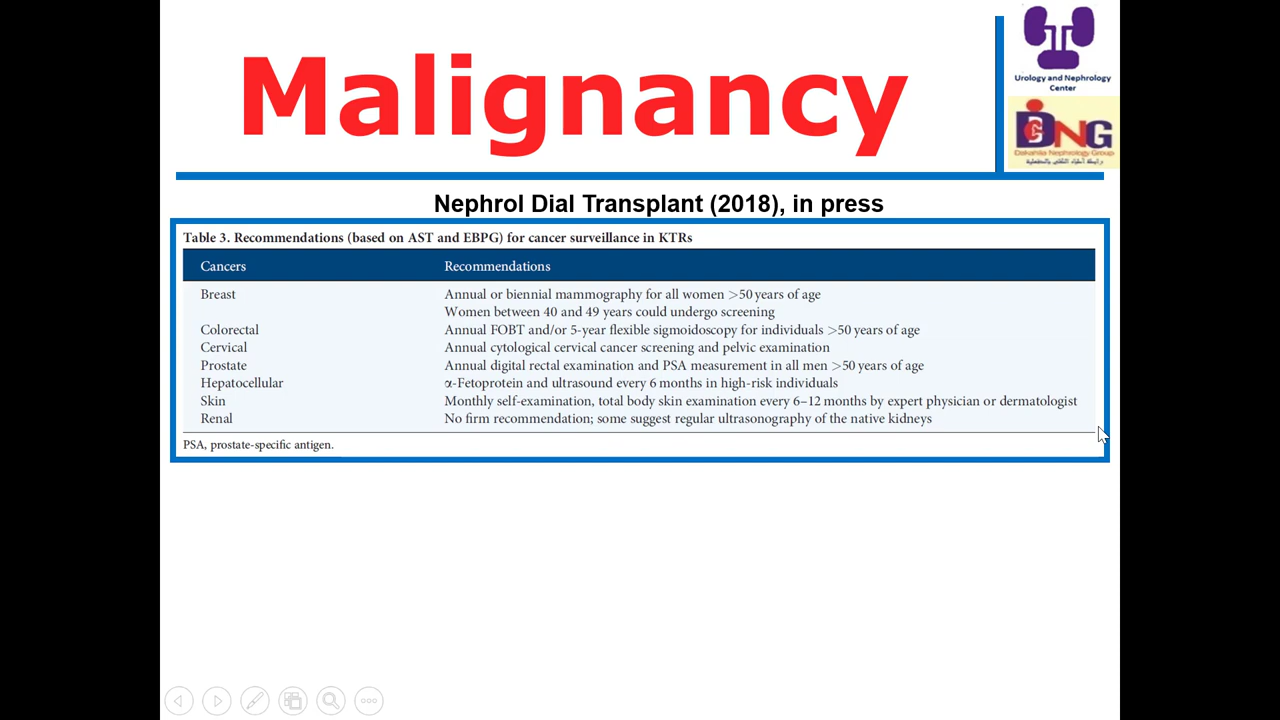 Malignancy
Urology and Nephrology
Center
DNG
Dakahlia Nephrology Group
Nephrol Dial Transplant (2018), in press
Table 3. Recommendations (based on AST and EBPG) for cancer surveillance in KTRs
Cancers Recommendations
Breast Annual or biennial mammography for all women >50 years of age
Women between 40 and 49 years could undergo screening
Colorectal Annual FOBT and/or 5-year flexible sigmoidoscopy for individuals >50 years of age
Cervical Annual cytological cervical cancer screening and pelvic examination
Prostate Annual digital rectal examination and PSA measurement in all men >50 years of age
Hepatocellular α-Fetoprotein and ultrasound every 6 months in high-risk individuals
Skin Monthly self-examination, total body skin examination every 6–12 months by expert physician or dermatologist
Renal No firm recommendation; some suggest regular ultrasonography of the native kidneys
PSA, prostate-specific antigen.